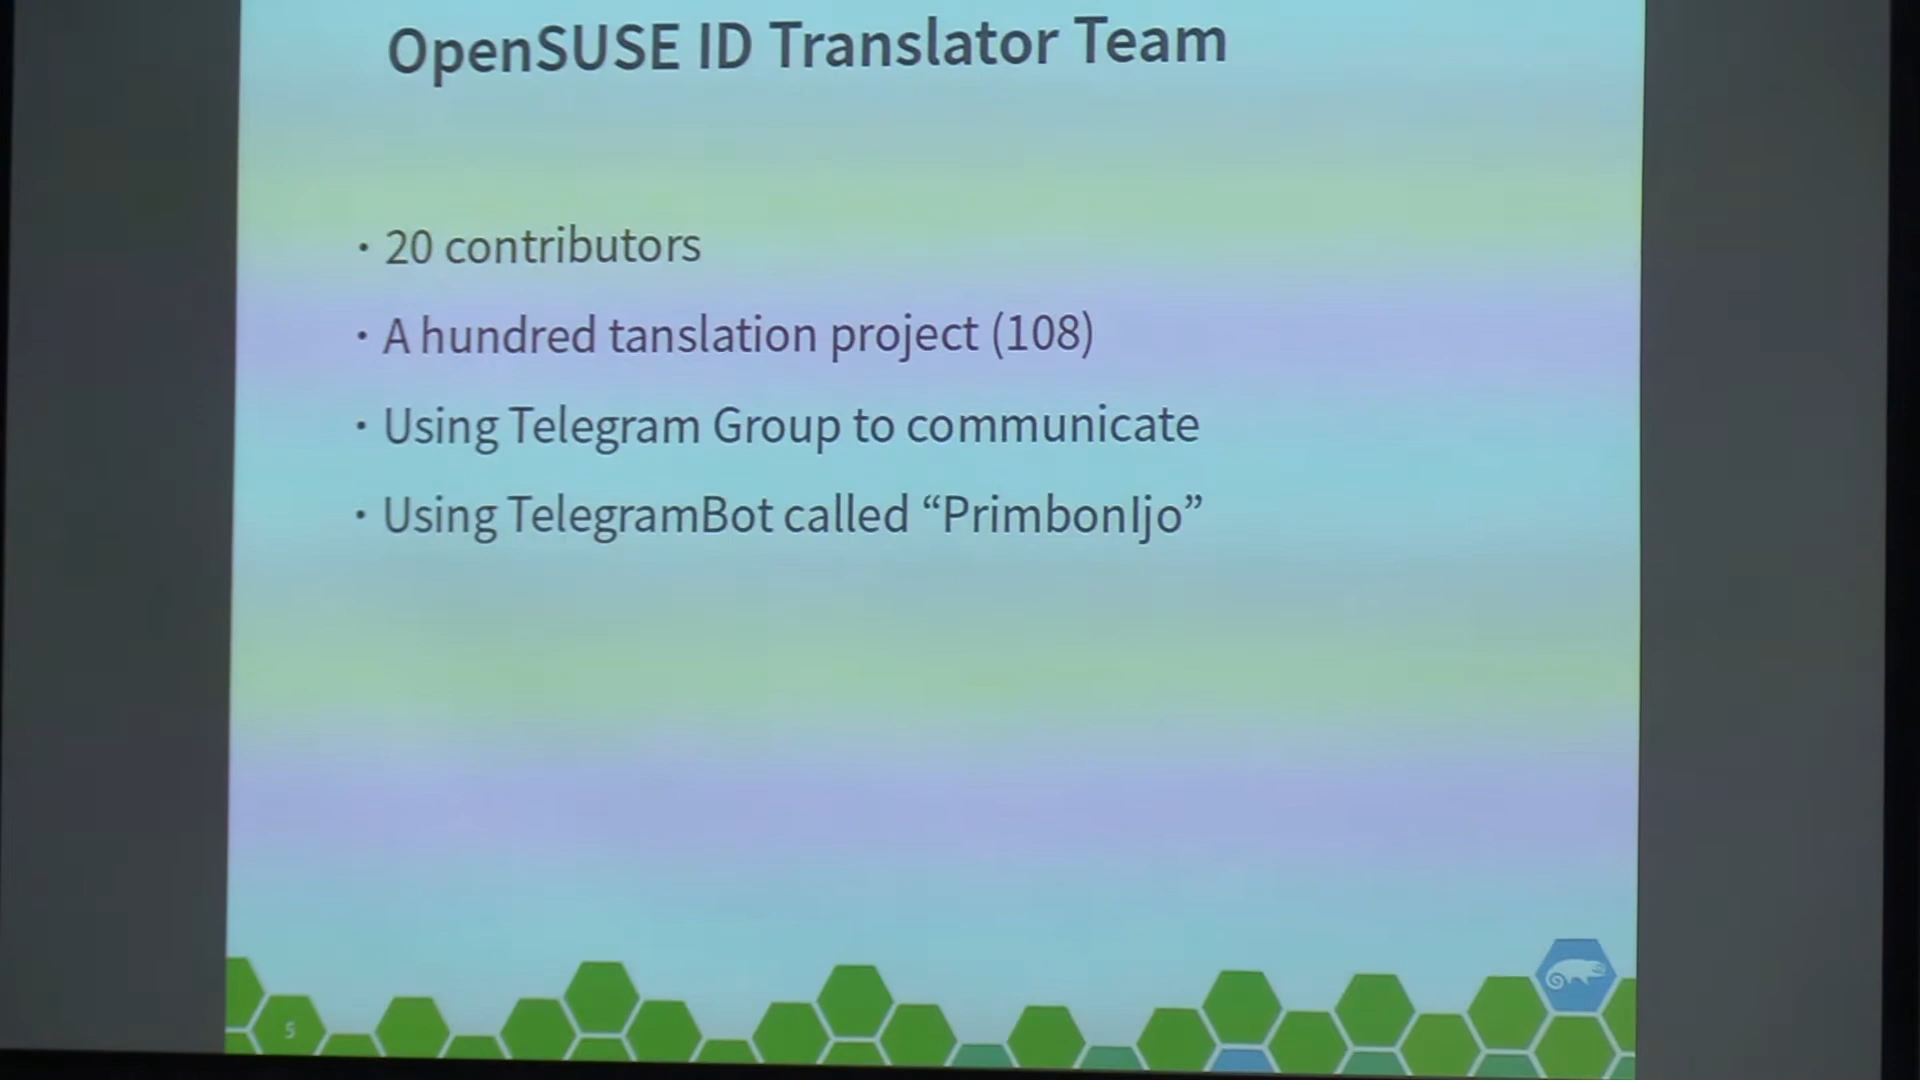 OpenSUSE ID Translator Team
· 20 contributors
· A hundred tanslation project (108)
· Using Telegram Group to communicate
· Using TelegramBot called “PrimbonIjo”
5